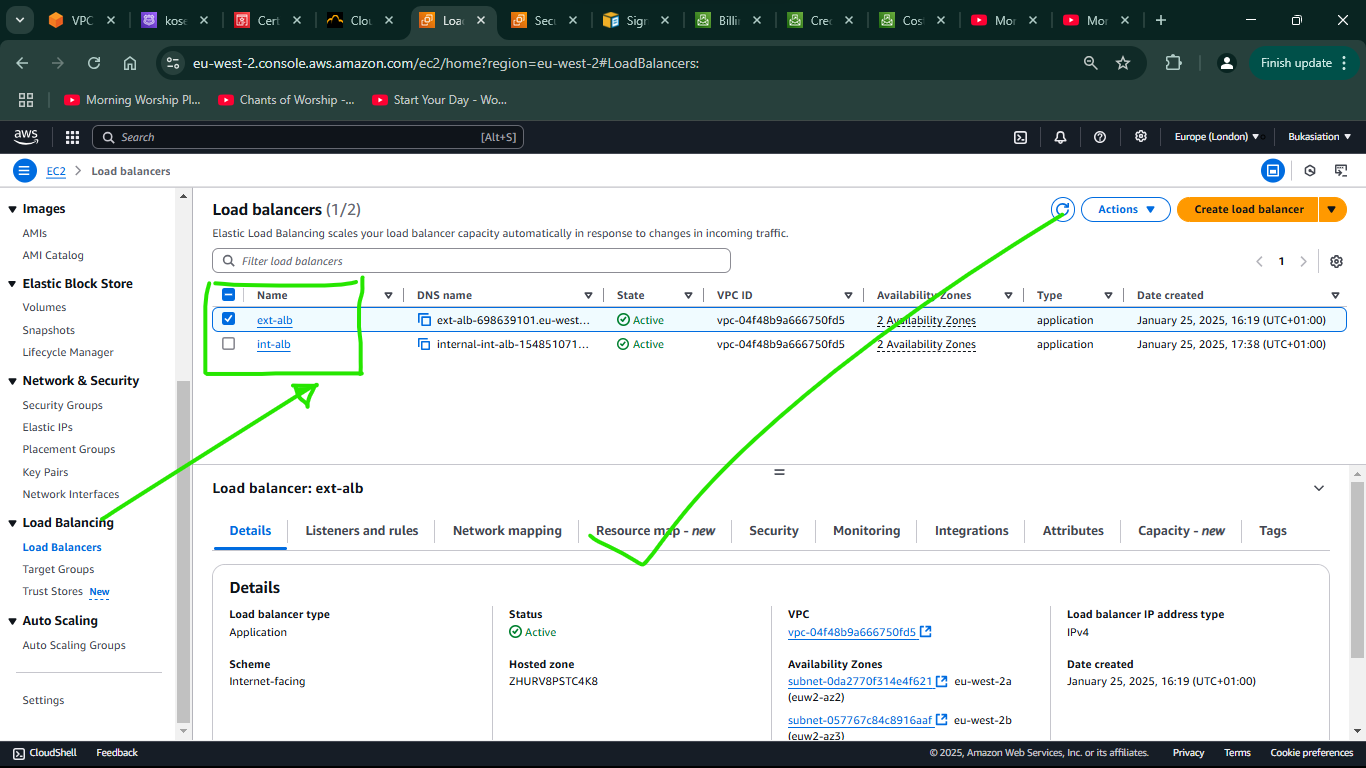 VPC
kose
Cert
Clou
Loa
Secu
Sign
Billin
Cred
Cost
Mor
Mor
eu-west-2.console.aws.amazon.com/ec2/home?region=eu-west-2#LoadBalancers:
Finish update
Morning Worship Pl...
Chants of Worship -...
Start Your Day - Wo...
aws
Search
[Alt+S]
Europe (London)
Bukasiation
EC2
Load balancers
Images
AMIs
AMI Catalog
Elastic Block Store
Volumes
Snapshots
Lifecycle Manager
Network & Security
Security Groups
Elastic IPs
Placement Groups
Key Pairs
Network Interfaces
Load Balancing
Load Balancers
Target Groups
Trust Stores New
Auto Scaling
Auto Scaling Groups
Settings
Load balancers (1/2)
Actions
Create load balancer
Elastic Load Balancing scales your load balancer capacity automatically in response to changes in incoming traffic.
Filter load balancers
1
Name DNS name State VPC ID Availability Zones Type Date created
ext-alb ext-alb-698639101.eu-west... Active vpc-04f48b9a666750fd5 2 Availability Zones application January 25, 2025, 16:19 (UTC+01:00)
int-alb internal-int-alb-154851071... Active vpc-04f48b9a666750fd5 2 Availability Zones application January 25, 2025, 17:38 (UTC+01:00)
Load balancer: ext-alb
Details Listeners and rules Network mapping Resource map - new Security Monitoring Integrations Attributes Capacity - new Tags
Details
Load balancer type
Application
Scheme
Internet-facing
Status
Active
Hosted zone
ZHURV8PSTC4K8
VPC
vpc-04f48b9a666750fd5
Availability Zones
subnet-0da2770f314e4f621 eu-west-2a
(euw2-az2)
subnet-057767c84c8916aaf eu-west-2b
(euw2-az3)
Load balancer IP address type
IPv4
Date created
January 25, 2025, 16:19 (UTC+01:00)
CloudShell
Feedback
© 2025, Amazon Web Services, Inc. or its affiliates.
Privacy
Terms
Cookie preferences